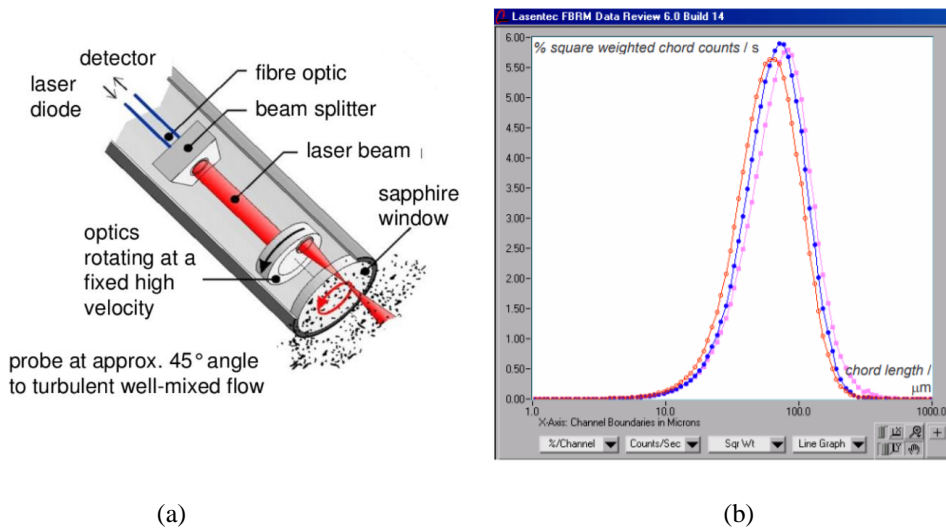 detector
laser
diode
fibre optic
beam splitter
laser beam
sapphire
window
optics
rotating at a
fixed high
velocity
probe at approx. 45° angle
to turbulent well-mixed flow
(a)
Lasentec FBRM Data Review 6.0 Build 14
% square weighted chord counts / s
6.00
5.50
5.00
4.50
4.00
3.50
3.00
2.50
2.00
1.50
1.00
0.50
0.00
chord length /
μm
1.0
10.0
100.0
1000.0
X-Axis: Channel Boundaries in Microns
%/Channel
Counts/Sec
Sqr Wt
Line Graph
(b)